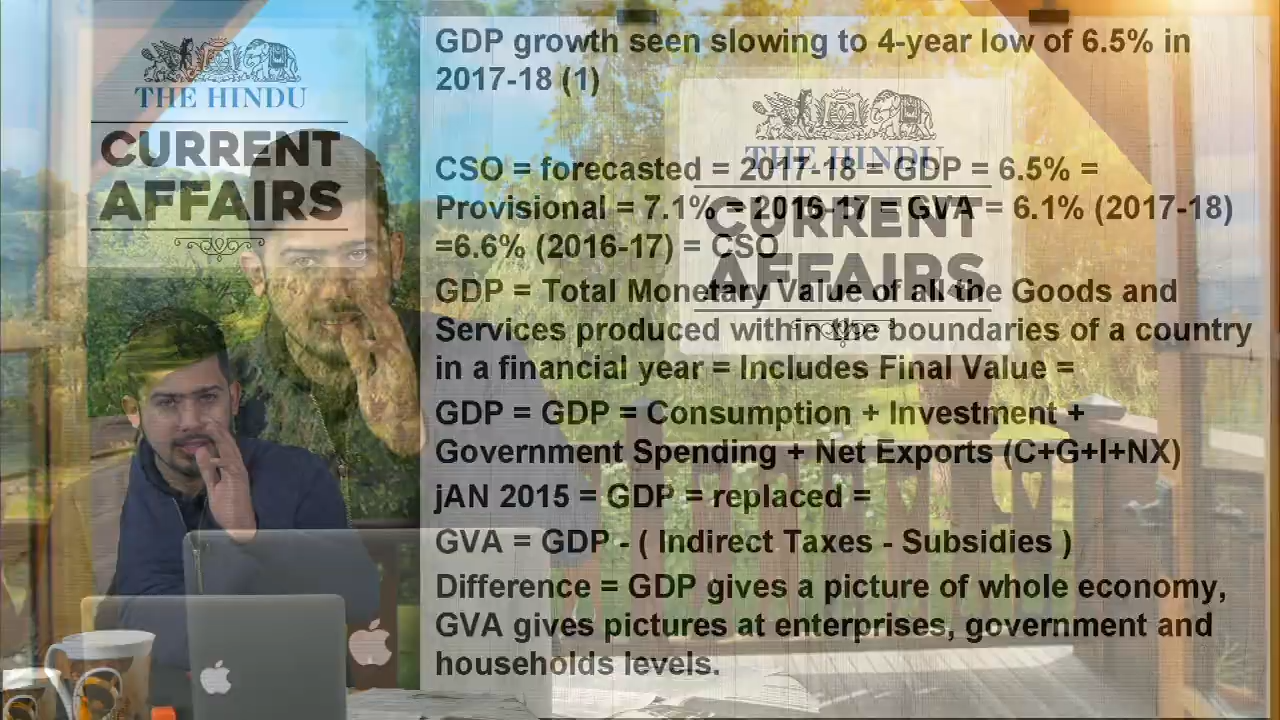 THE HINDU
CURRENT
AFFAIRS
GDP growth seen slowing to 4-year low of 6.5% in
2017-18 (1)
THE HINDU
CURRENT
AFFAIRS
CSO = forecasted = 2017-18 = GDP = 6.5% =
Provisional = 7.1% = 2016-17 = GVA = 6.1% (2017-18)
=6.6% (2016-17) = CSO
GDP = Total Monetary Value of all the Goods and
Services produced within the boundaries of a country
in a financial year = Includes Final Value =
GDP = GDP = Consumption + Investment +
Government Spending + Net Exports (C+G+I+NX)
jAN 2015 = GDP = replaced =
GVA = GDP - ( Indirect Taxes - Subsidies )
Difference = GDP gives a picture of whole economy,
GVA gives pictures at enterprises, government and
households levels.